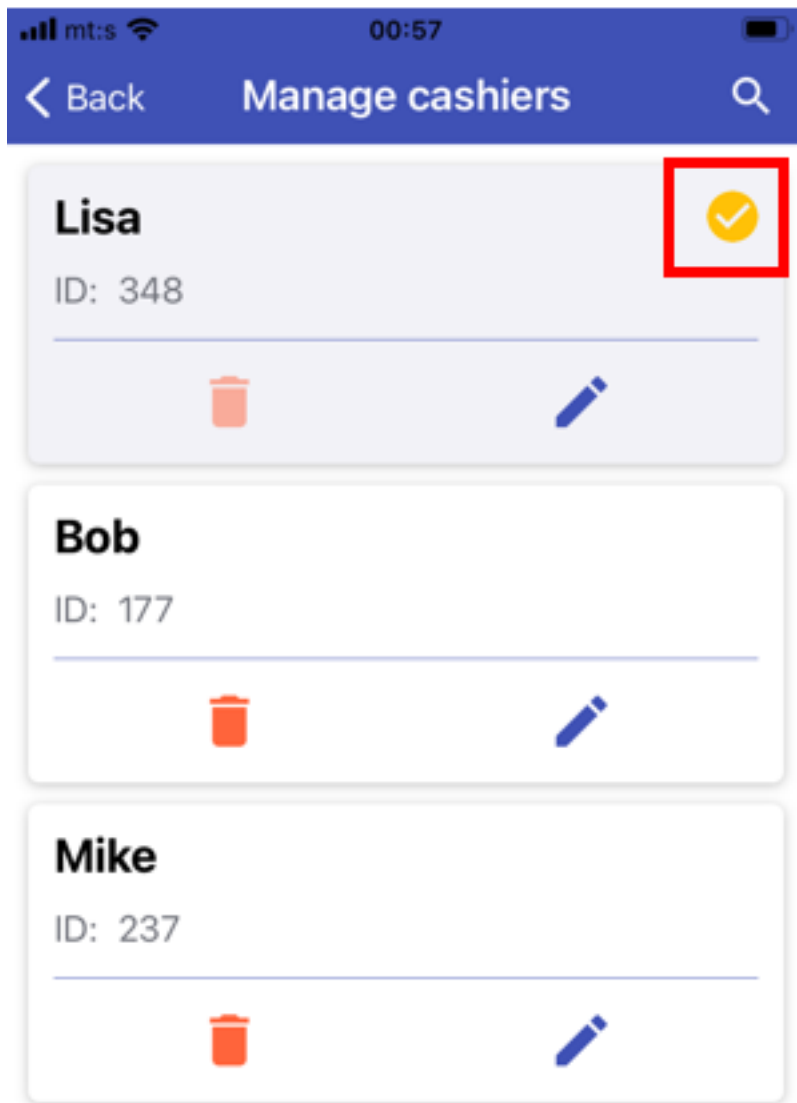 mt:s 00:57
Back Manage cashiers
Lisa
ID: 348
Bob
ID: 177
Mike
ID: 237